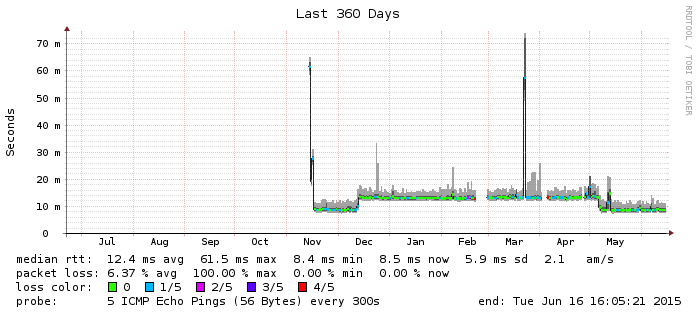 Last 360 Days
RRDTOOL / TOBI OETIKER
Seconds
70 m
60 m
50 m
40 m
30 m
20 m
10 m
0
Jul Aug Sep Oct Nov Dec Jan Feb Mar Apr May
median rtt: 12.4 ms avg 61.5 ms max 8.4 ms min 8.5 ms now 5.9 ms sd 2.1 am/s
packet loss: 6.37 % avg 100.00 % max 0.00 % min 0.00 % now
loss color: 0 1/5 2/5 3/5 4/5
probe: 5 ICMP Echo Pings (56 Bytes) every 300s end: Tue Jun 16 16:05:21 2015